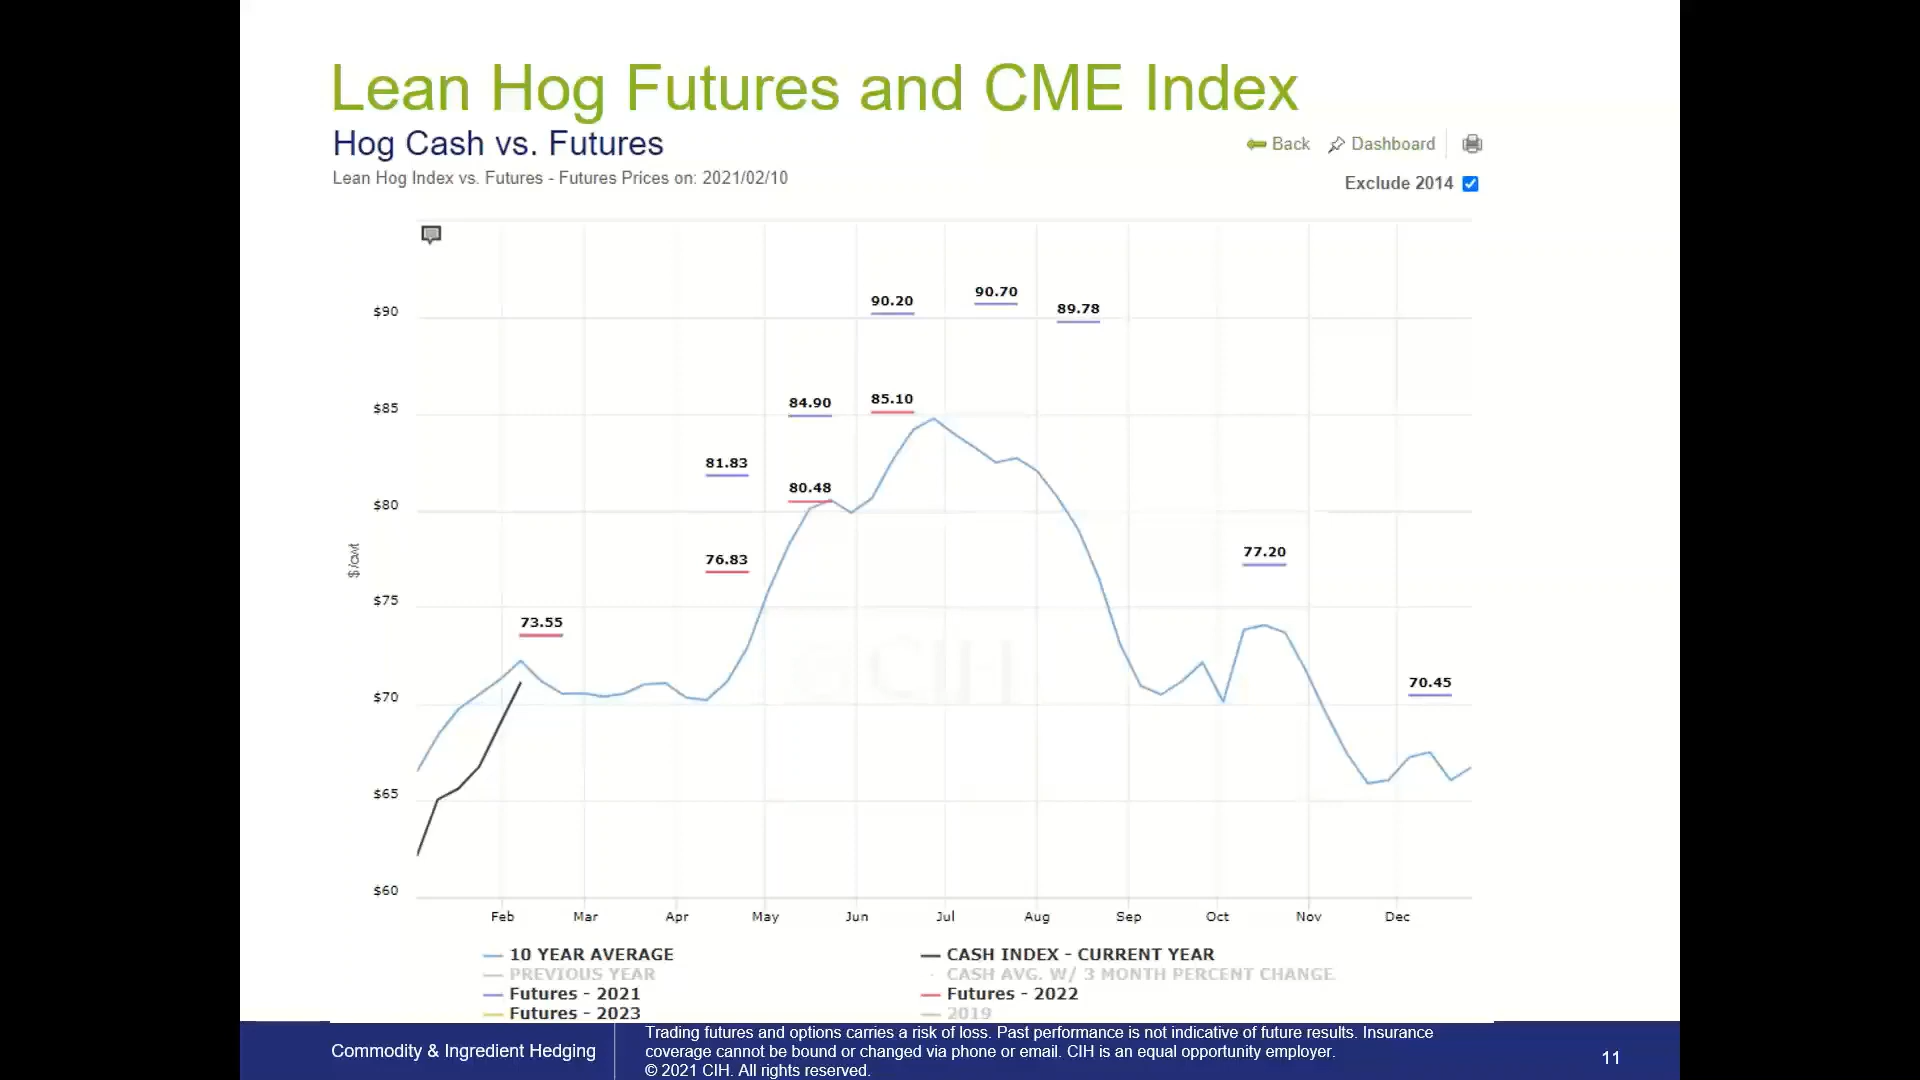 Lean Hog Futures and CME Index
Hog Cash vs. Futures
Back Dashboard
Lean Hog Index vs. Futures - Futures Prices on: 2021/02/10
Exclude 2014
90.20
90.70
89.78
$90
84.90
85.10
$85
81.83
80.48
$80
76.83
77.20
$/cwt
$75
73.55
@CIH
70.45
$70
$65
$60
Feb Mar Apr May Jun Jul Aug Sep Oct Nov Dec
10 YEAR AVERAGE
CASH INDEX - CURRENT YEAR
PREVIOUS YEAR
CASH AVG. W/ 3 MONTH PERCENT CHANGE
Futures - 2021
Futures - 2022
Futures - 2023
2019
Commodity & Ingredient Hedging
Trading futures and options carries a risk of loss. Past performance is not indicative of future results. Insurance
coverage cannot be bound or changed via phone or email. CIH is an equal opportunity employer.
© 2021 CIH. All rights reserved.
11